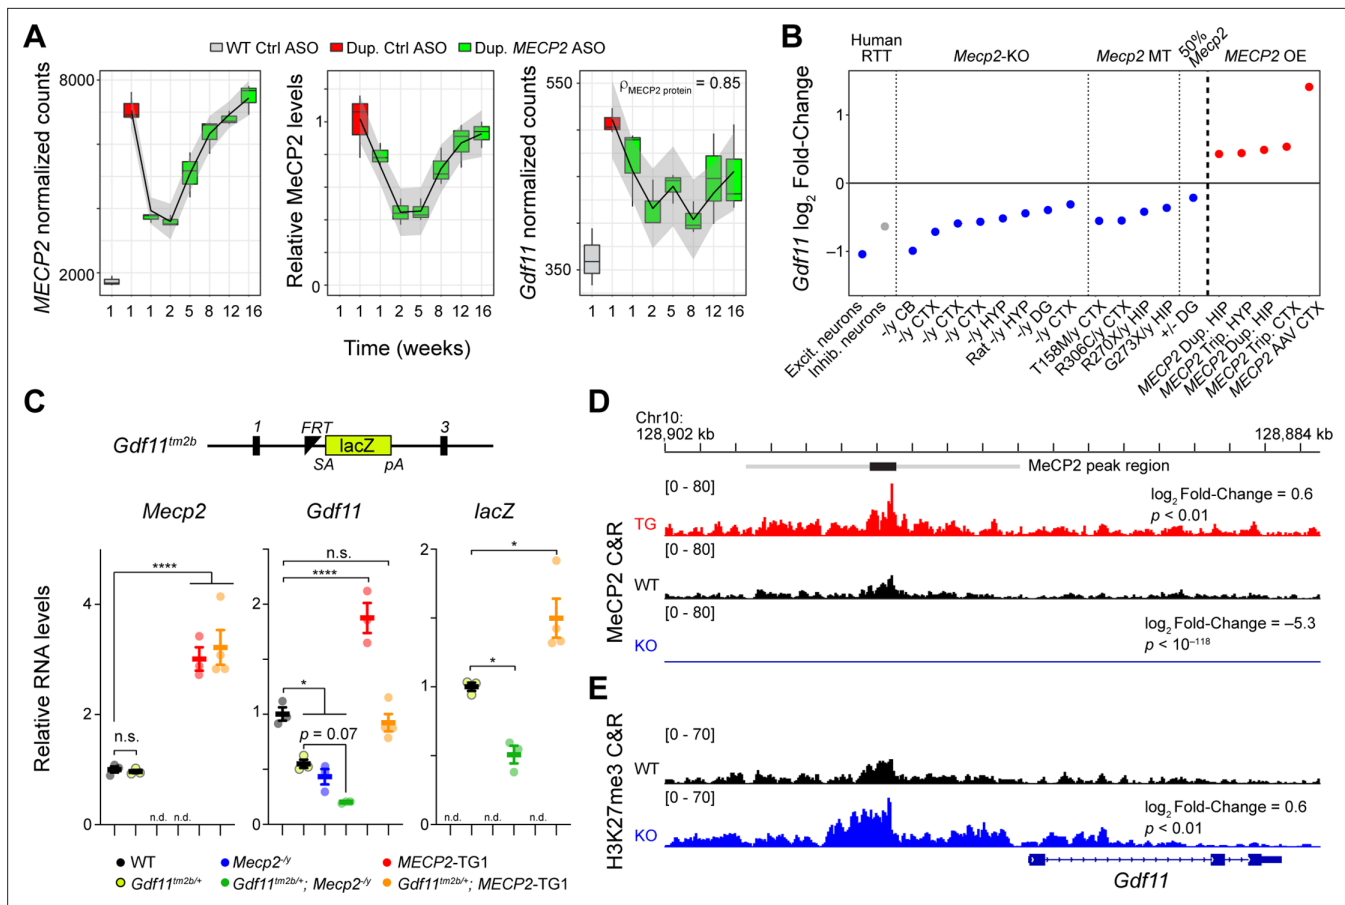 A
WT Ctrl ASO Dup. Ctrl ASO Dup. MECP2 ASO
MECP2 normalized counts
8000
2000
1 1 1 2 5 8 12 16
Relative MeCP2 levels
1
0
1 1 1 2 5 8 12 16
Gdf11 normalized counts
550
350
ρMECP2 protein = 0.85
1 1 1 2 5 8 12 16
Time (weeks)
B
Human RTT
Mecp2-KO
Mecp2 MT
50% Mecp2
MECP2 OE
Gdf11 log2 Fold-Change
1
0
–1
Excit. neurons
Inhib. neurons
-/y CB
-/y CTX
-/y CTX
-/y CTX
-/y HYP
Rat -/y HYP
-/y DG
-/y CTX
T158M/y CTX
R306C/y CTX
R270X/y HIP
G273X/y HIP
+/- DG
MECP2 Dup. HIP
MECP2 Trip. HYP
MECP2 Dup. HIP
MECP2 Trip. CTX
MECP2 AAV CTX
C
Gdf11tm2b
1 FRT lacZ 3
SA pA
Relative RNA levels
Mecp2
4
2
0
n.s.
****
n.d. n.d.
Gdf11
2
1
0
n.s.
****
*
p = 0.07
lacZ
2
1
0
*
*
n.d. n.d. n.d.
WT Mecp2-/y MECP2-TG1
Gdf11tm2b/+ Gdf11tm2b/+; Mecp2-/y Gdf11tm2b/+; MECP2-TG1
D
Chr10:
128,902 kb 128,884 kb
MeCP2 peak region
MeCP2 C&R
[0 - 80]
TG
log2 Fold-Change = 0.6
p < 0.01
[0 - 80]
WT
[0 - 80]
KO
log2 Fold-Change = –5.3
p < 10–118
E
H3K27me3 C&R
[0 - 70]
WT
[0 - 70]
KO
log2 Fold-Change = 0.6
p < 0.01
Gdf11